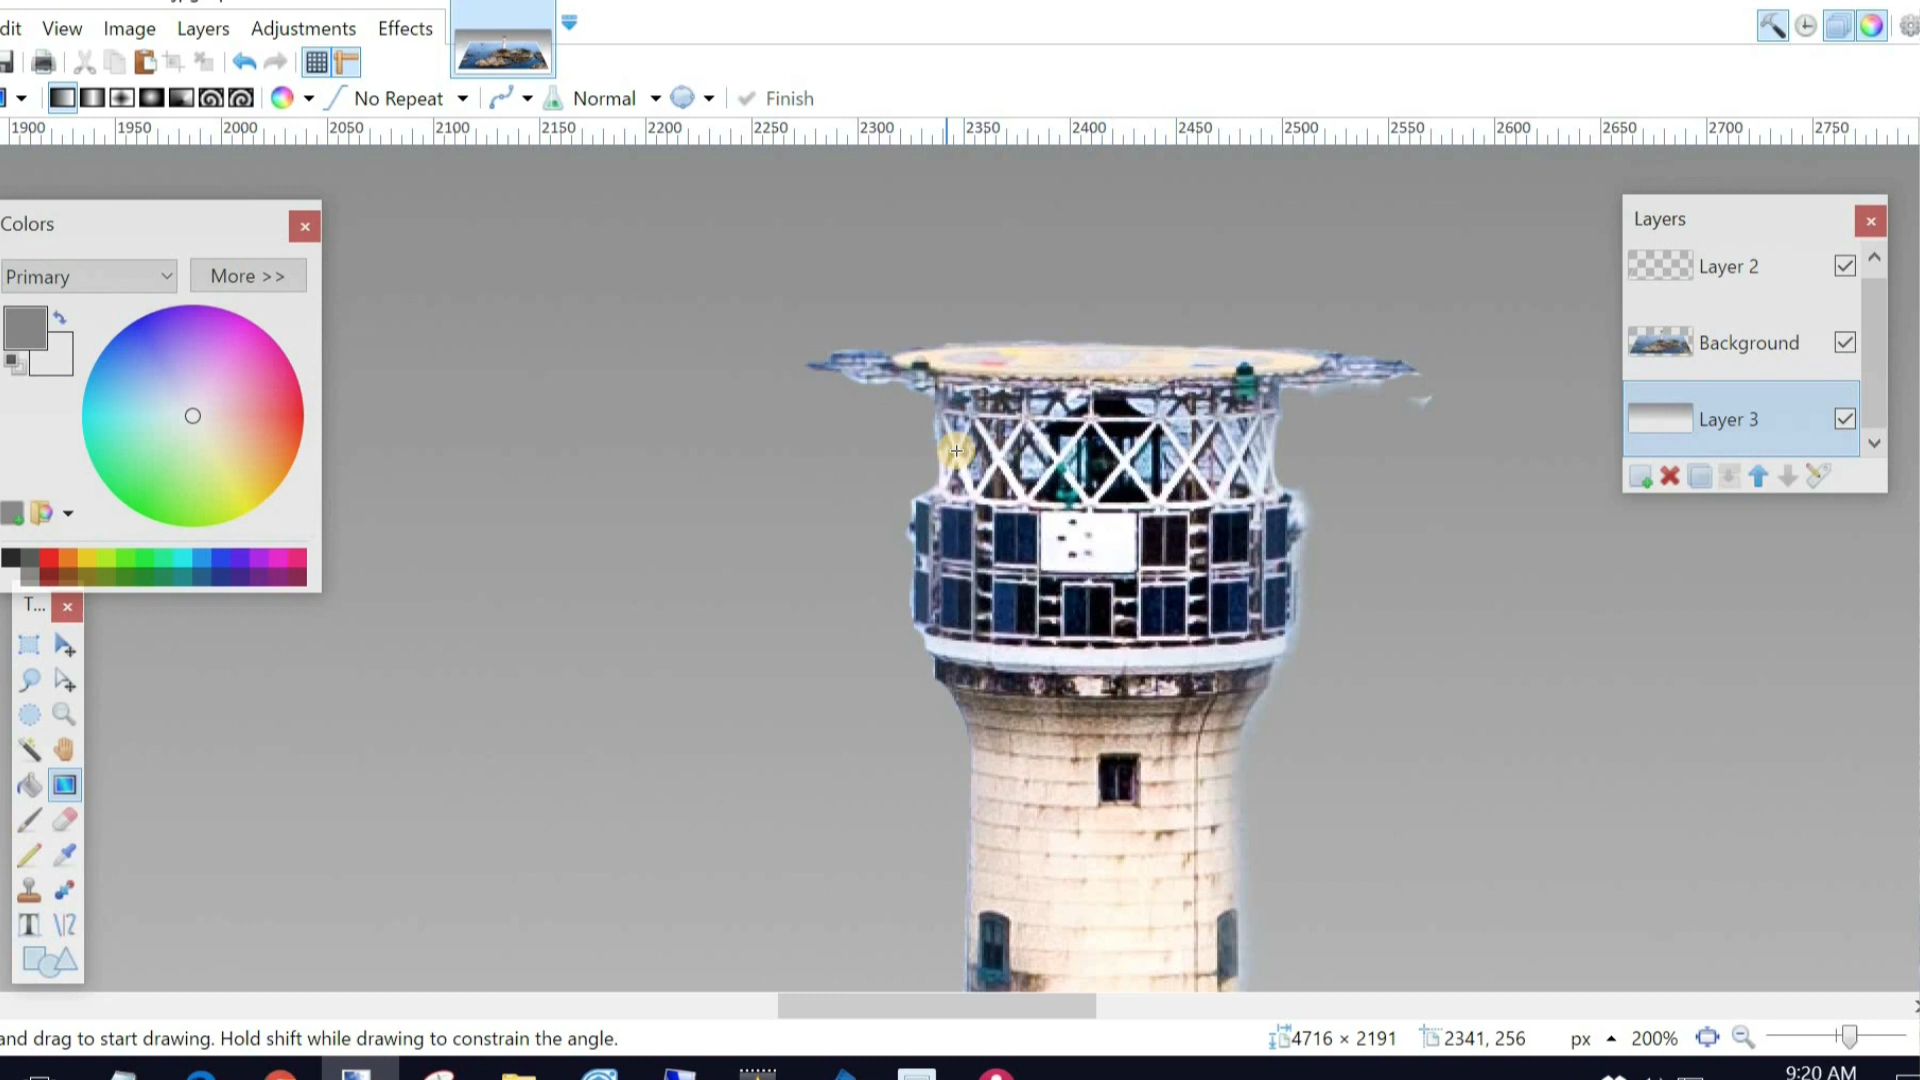 dit View Image Layers Adjustments Effects
No Repeat Normal Finish
1900 1950 2000 2050 2100 2150 2200 2250 2300 2350 2400 2450 2500 2550 2600 2650 2700 2750
Colors
Primary More >>
T...
Layers
Layer 2
Background
Layer 3
and drag to start drawing. Hold shift while drawing to constrain the angle.
4716 × 2191 2341, 256 px 200%
9:20 AM